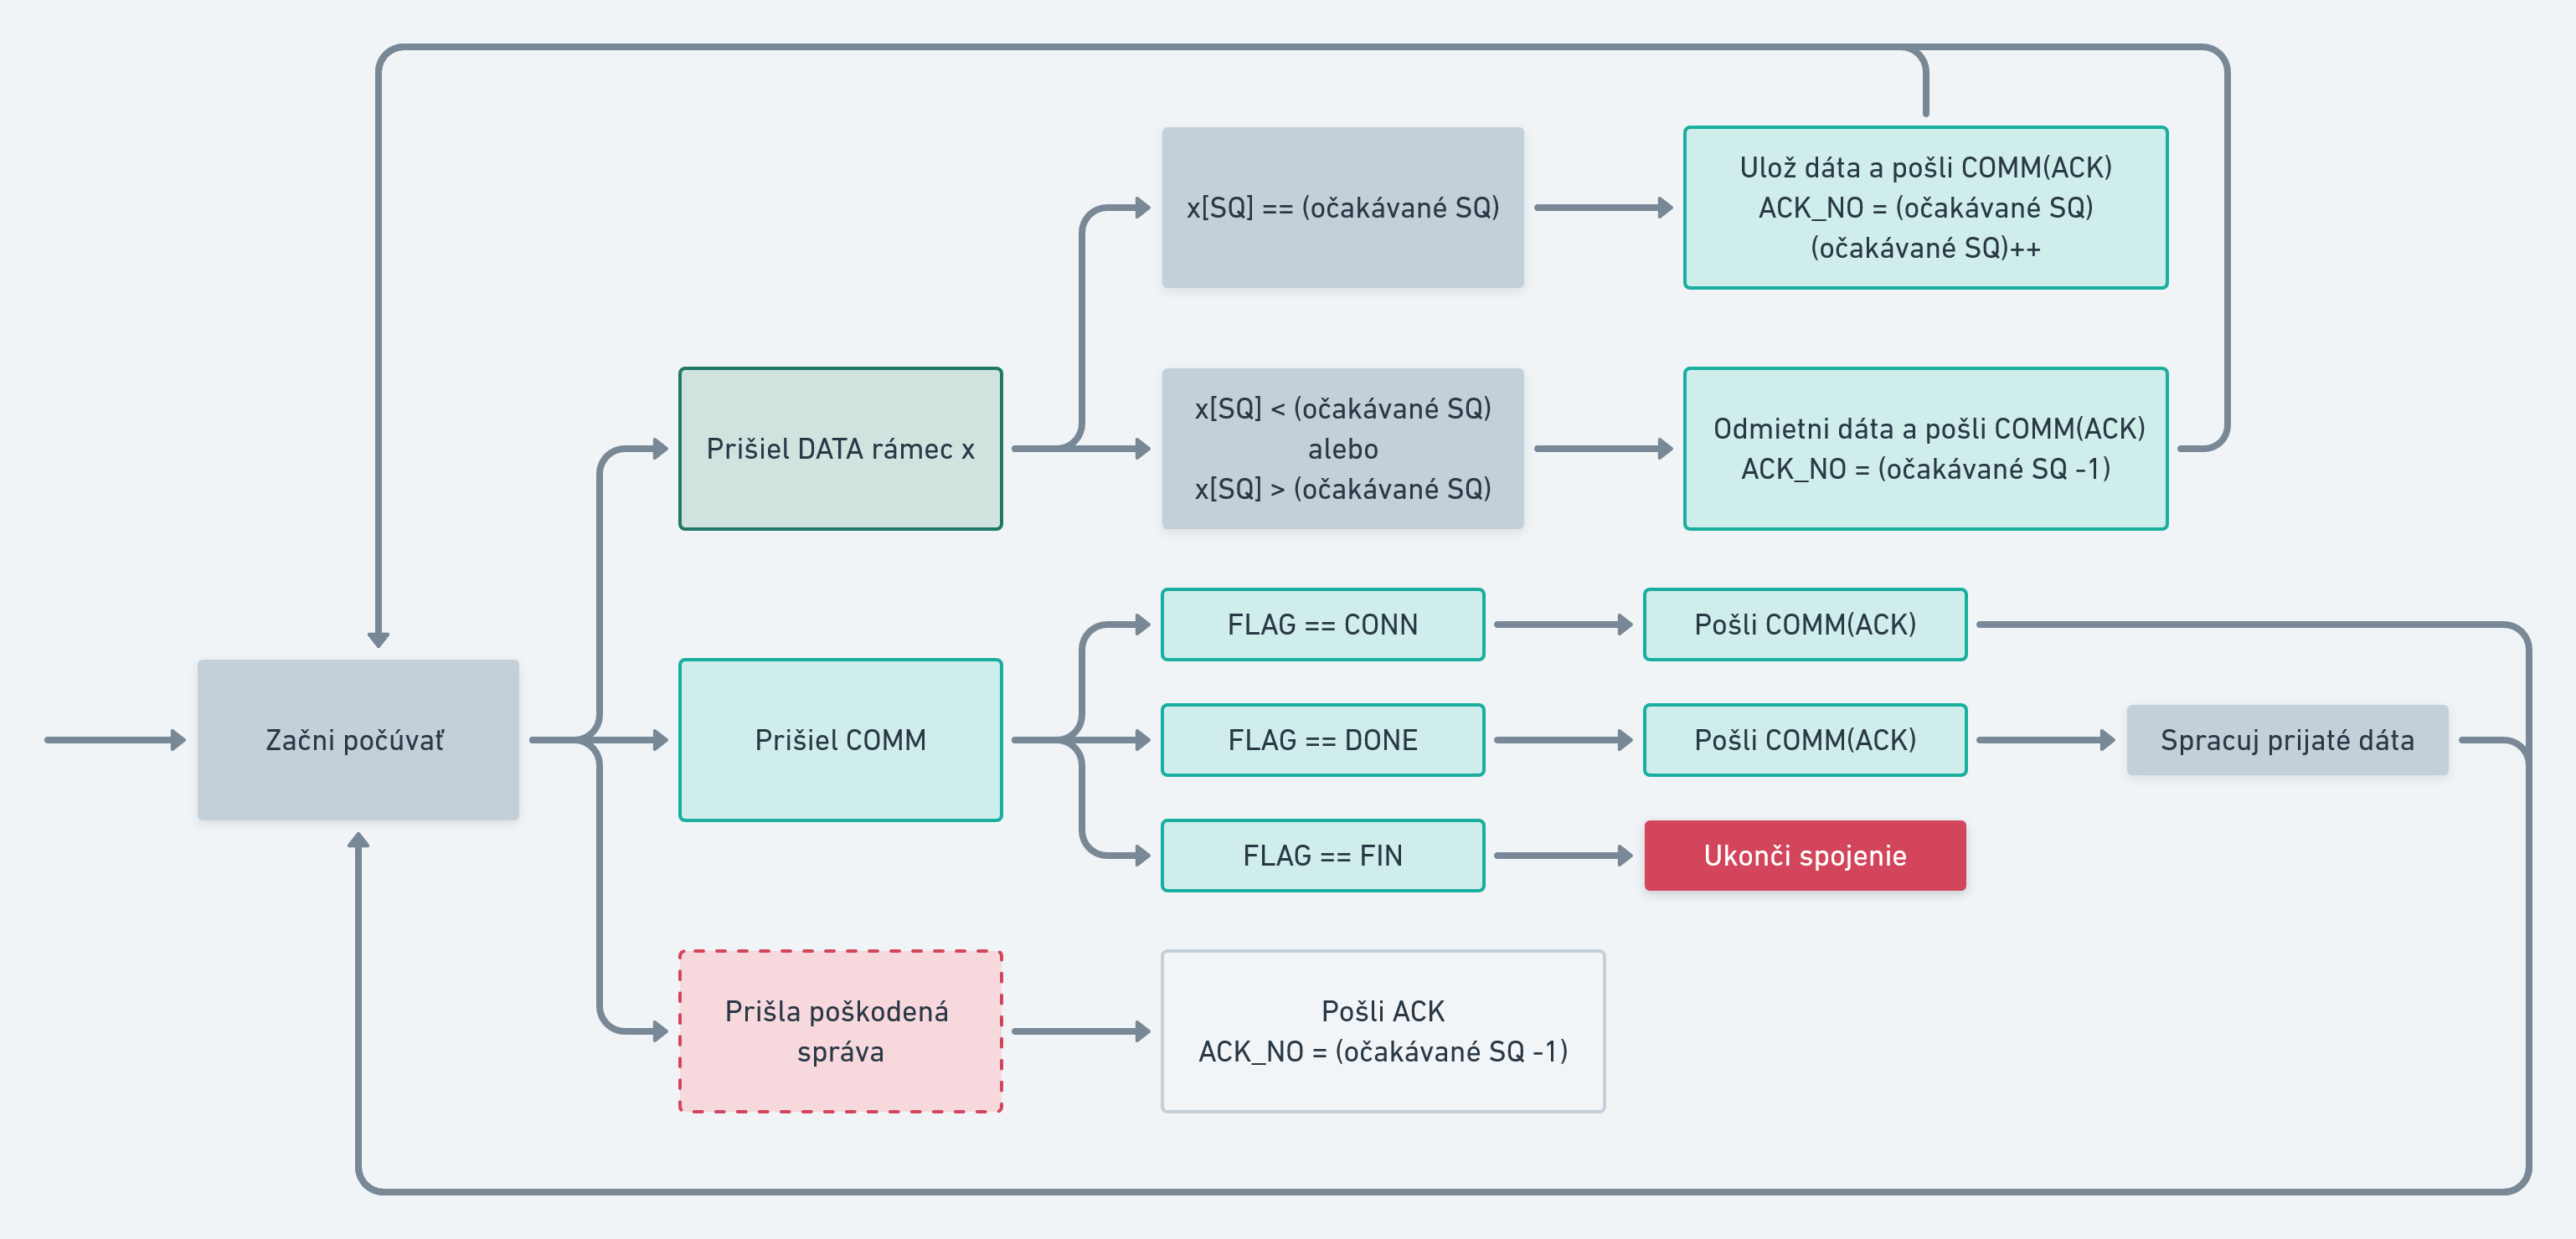 x[SQ] == (očakávané SQ)
Ulož dáta a pošli COMM(ACK)
ACK_NO = (očakávané SQ)
(očakávané SQ)++
Prišiel DATA rámec x
x[SQ] < (očakávané SQ)
alebo
x[SQ] > (očakávané SQ)
Odmietni dáta a pošli COMM(ACK)
ACK_NO = (očakávané SQ -1)
Začni počúvať
Prišiel COMM
FLAG == CONN
Pošli COMM(ACK)
FLAG == DONE
Pošli COMM(ACK)
Spracuj prijaté dáta
FLAG == FIN
Ukonči spojenie
Prišla poškodená
správa
Pošli ACK
ACK_NO = (očakávané SQ -1)